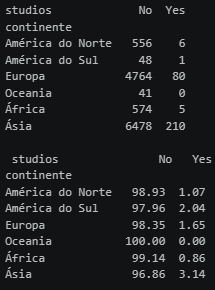 studios No Yes
continente
América do Norte 556 6
América do Sul 48 1
Europa 4764 80
Oceania 41 0
África 574 5
Ásia 6478 210
studios No Yes
continente
América do Norte 98.93 1.07
América do Sul 97.96 2.04
Europa 98.35 1.65
Oceania 100.00 0.00
África 99.14 0.86
Ásia 96.86 3.14